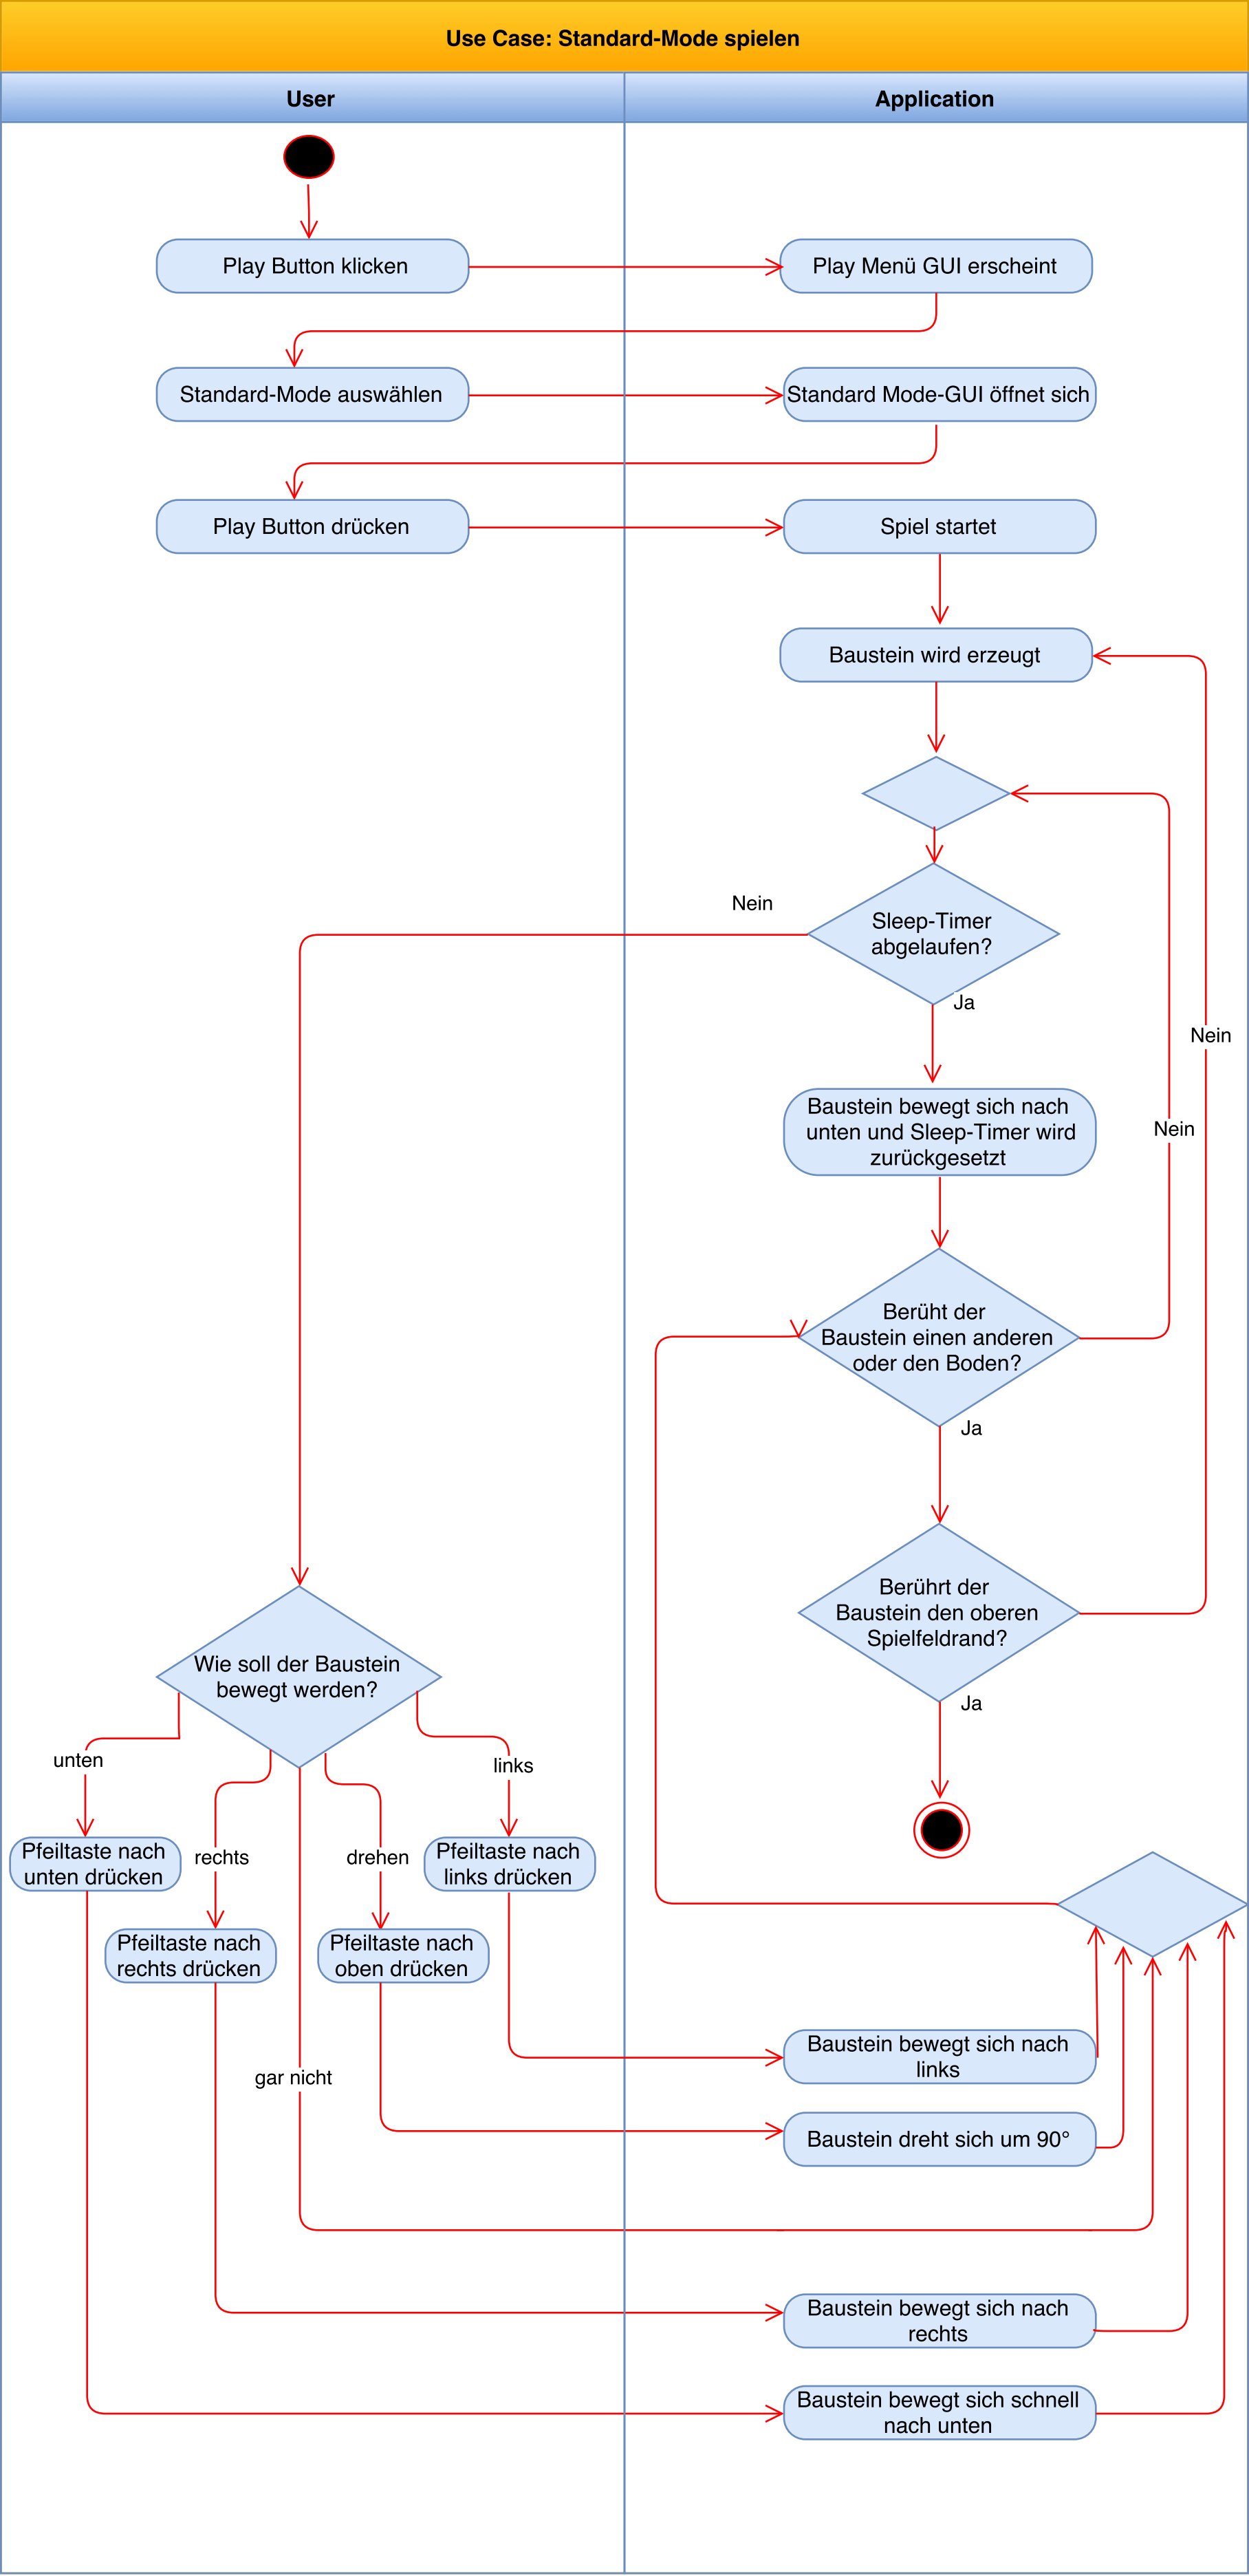 Use Case: Standard-Mode spielen
User
Application
Play Button klicken
Play Menü GUI erscheint
Standard-Mode auswählen
Standard Mode-GUI öffnet sich
Play Button drücken
Spiel startet
Baustein wird erzeugt
Nein
Sleep-Timer
abgelaufen?
Ja
Nein
Baustein bewegt sich nach
unten und Sleep-Timer wird
zurückgesetzt
Nein
Berüht der
Baustein einen anderen
oder den Boden?
Ja
Berührt der
Baustein den oberen
Spielfeldrand?
Ja
Wie soll der Baustein
bewegt werden?
unten
links
rechts
drehen
Pfeiltaste nach
unten drücken
Pfeiltaste nach
links drücken
Pfeiltaste nach
rechts drücken
Pfeiltaste nach
oben drücken
gar nicht
Baustein bewegt sich nach
links
Baustein dreht sich um 90°
Baustein bewegt sich nach
rechts
Baustein bewegt sich schnell
nach unten